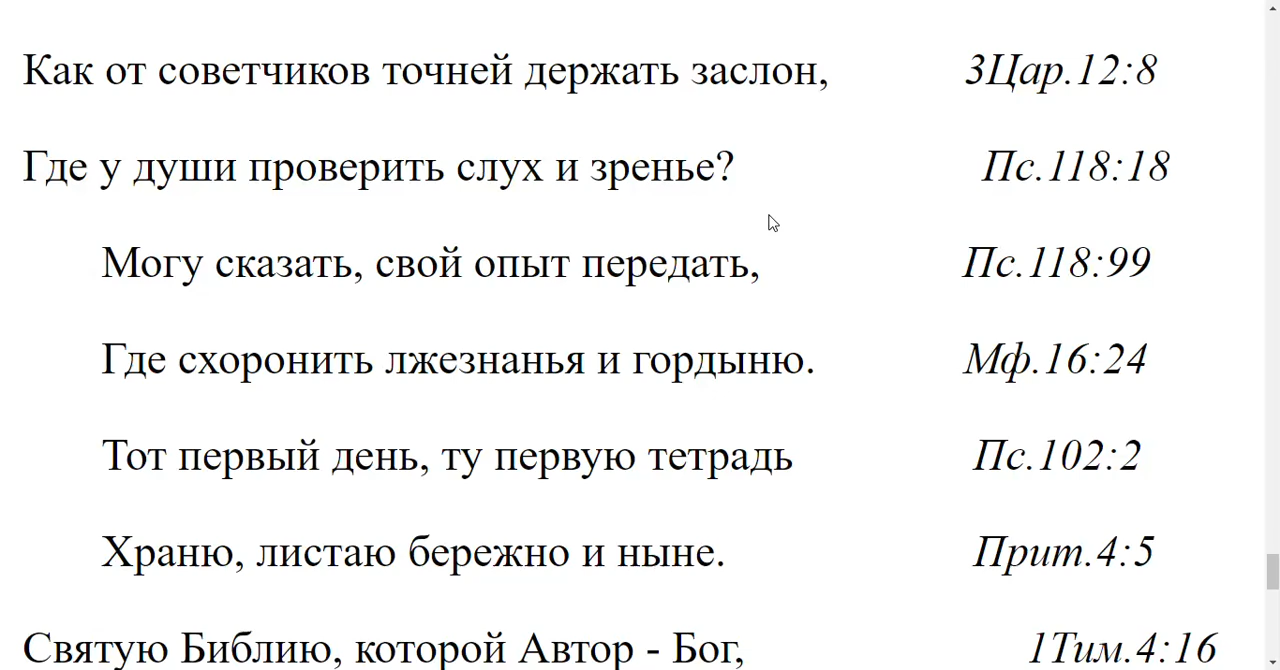 Как от советчиков точней держать заслон, 3Цар.12:8
Где у души проверить слух и зренье? Пс.118:18
Могу сказать, свой опыт передать, Пс.118:99
Где схоронить лжезнанья и гордыню. Мф.16:24
Тот первый день, ту первую тетрадь Пс.102:2
Храню, листаю бережно и ныне. Прит.4:5
Святую Библию, которой Автор - Бог, 1Тим.4:16